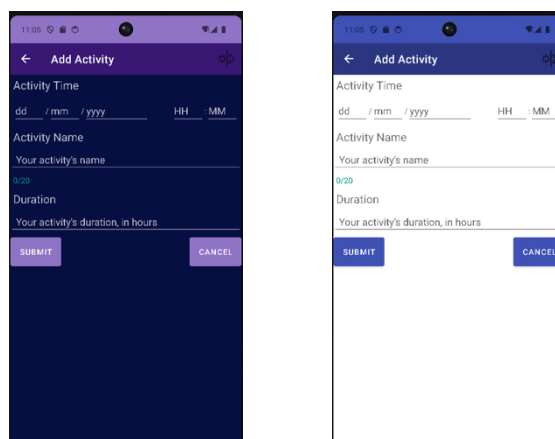 11:05
Add Activity
Activity Time
dd / mm / yyyy HH : MM
Activity Name
Your activity's name
0/20
Duration
Your activity's duration, in hours
SUBMIT CANCEL
11:05
Add Activity
Activity Time
dd / mm / yyyy HH : MM
Activity Name
Your activity's name
0/20
Duration
Your activity's duration, in hours
SUBMIT CANCEL